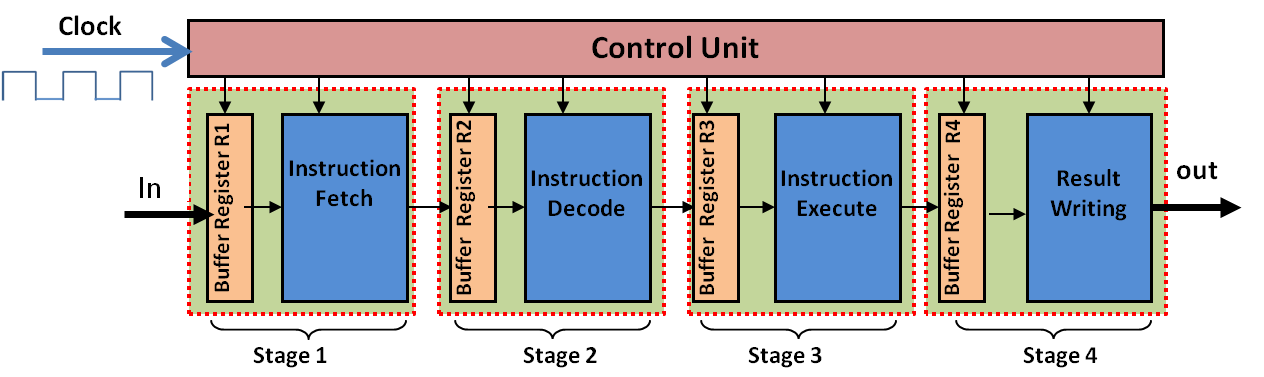 Clock
Control Unit
In
Buffer Register R1
Instruction
Fetch
Buffer Register R2
Instruction
Decode
Buffer Register R3
Instruction
Execute
Buffer Register R4
Result
Writing
out
Stage 1
Stage 2
Stage 3
Stage 4